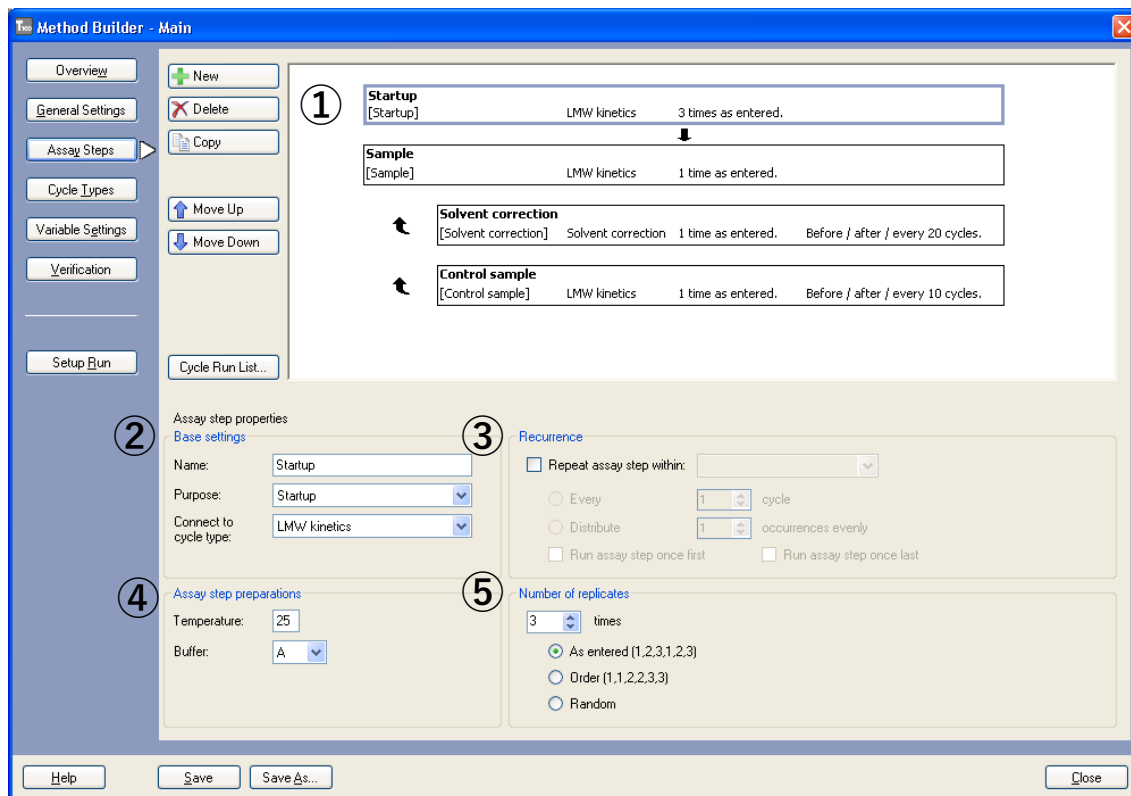 T100 Method Builder - Main
Overview
General Settings
Assay Steps
Cycle Types
Variable Settings
Verification
Setup Run
New
Delete
Copy
Move Up
Move Down
Cycle Run List...
①
Startup
[Startup] LMW kinetics 3 times as entered.
Sample
[Sample] LMW kinetics 1 time as entered.
Solvent correction
[Solvent correction] Solvent correction 1 time as entered. Before / after / every 20 cycles.
Control sample
[Control sample] LMW kinetics 1 time as entered. Before / after / every 10 cycles.
Assay step properties
②
Base settings
Name: Startup
Purpose: Startup
Connect to
cycle type: LMW kinetics
③
Recurrence
Repeat assay step within:
Every 1 cycle
Distribute 1 occurrences evenly
Run assay step once first Run assay step once last
④
Assay step preparations
Temperature: 25
Buffer: A
⑤
Number of replicates
3 times
As entered (1,2,3,1,2,3)
Order (1,1,2,2,3,3)
Random
Help Save Save As... Close